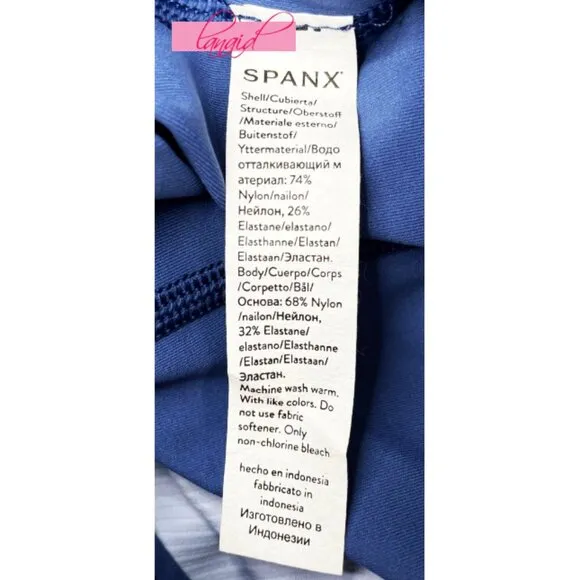 lanaid
SPANX
Shell/Cubierta/
Structure/Oberstoff
/Materiale esterno/
Buitenstof/
Yttermaterial/Водо
отталкивающий м
атериал: 74%
Nylon/nailon/
Нейлон, 26%
Elastane/elastano/
Elasthanne/Elastan/
Elastaan/Эластан.
Body/Cuerpo/Corps
/Corpetto/Bål/
Основа: 68% Nylon
/nailon/Нейлон,
32% Elastane/
elastano/Elasthanne
/Elastan/Elastaan/
Эластан.
Machine wash warm.
With like colors. Do
not use fabric
softener. Only
non-chlorine bleach
hecho en indonesia
fabbricato in
indonesia
Изготовлено в
Индонезии